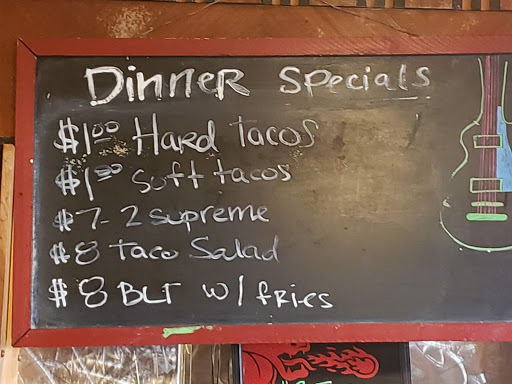 Dinner Specials
$1.00 Hard tacos
$1.00 Soft tacos
$7- 2 supreme
$8 taco Salad
$8 BLT w/ fries